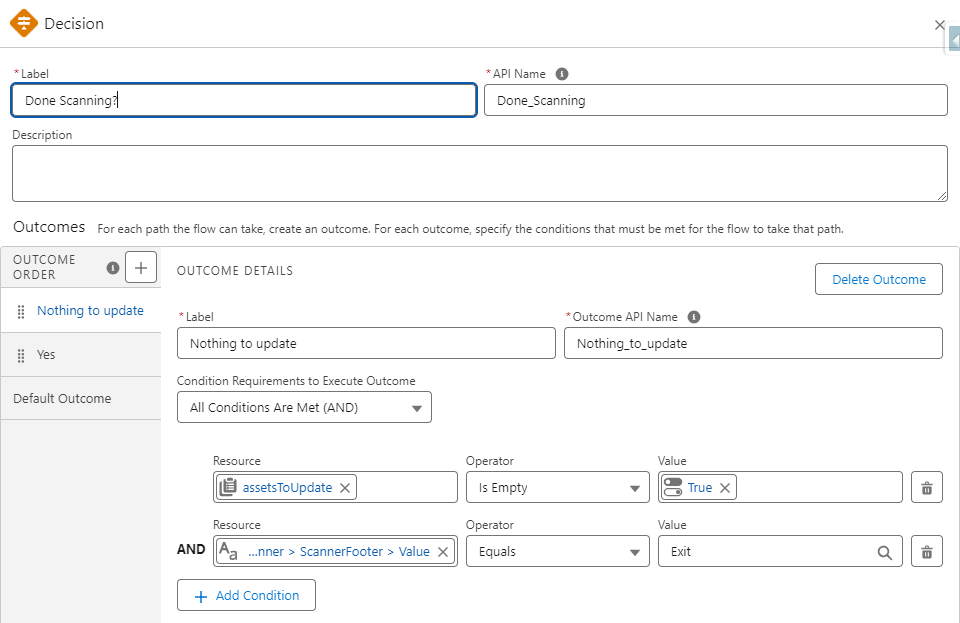 Decision
* Label
* API Name
Done Scanning?
Done_Scanning
Description
Outcomes For each path the flow can take, create an outcome. For each outcome, specify the conditions that must be met for the flow to take that path.
OUTCOME ORDER
OUTCOME DETAILS
Delete Outcome
Nothing to update
Yes
Default Outcome
* Label
* Outcome API Name
Nothing to update
Nothing_to_update
Condition Requirements to Execute Outcome
All Conditions Are Met (AND)
Resource
Operator
Value
assetsToUpdate
Is Empty
True
Resource
Operator
Value
AND
Aa
...nner > ScannerFooter > Value
Equals
Exit
+ Add Condition